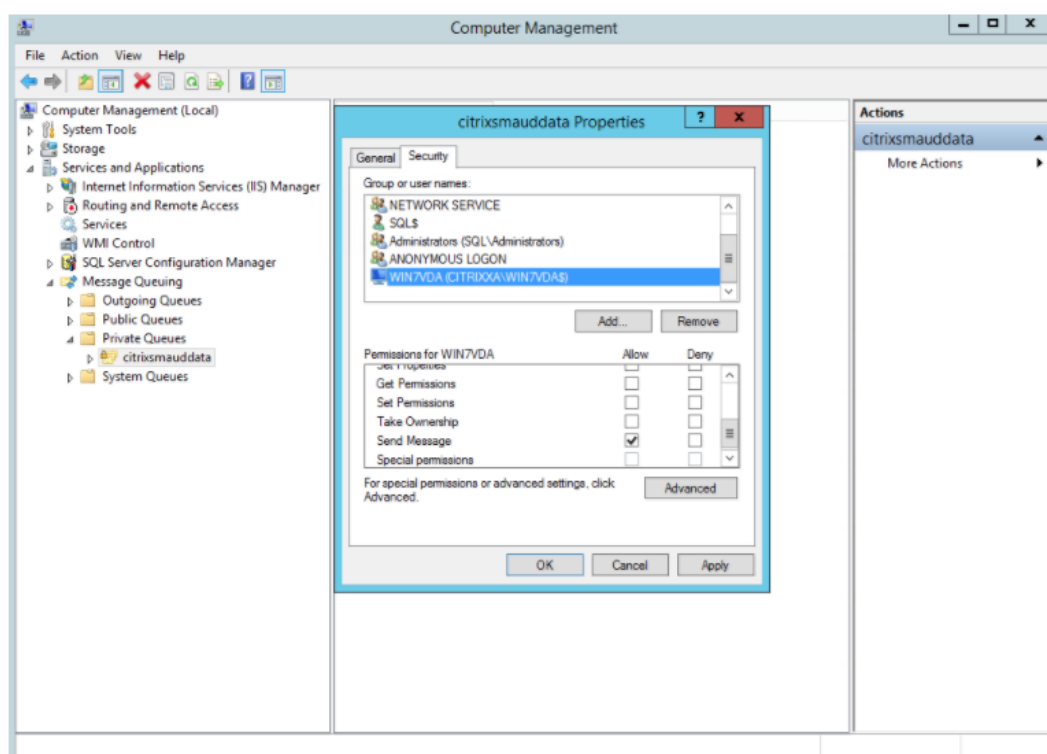 Computer Management
File Action View Help
Computer Management (Local)
System Tools
Storage
Services and Applications
Internet Information Services (IIS) Manager
Routing and Remote Access
Services
WMI Control
SQL Server Configuration Manager
Message Queuing
Outgoing Queues
Public Queues
Private Queues
citrixsmauddata
System Queues
citrixsmauddata Properties
? x
General Security
Group or user names:
NETWORK SERVICE
SQL$
Administrators (SQL\Administrators)
ANONYMOUS LOGON
WIN7VDA (CITRIXXA\WIN7VDA$)
Add... Remove
Permissions for WIN7VDA Allow Deny
Set Properties
Get Permissions
Set Permissions
Take Ownership
Send Message
Special permissions
For special permissions or advanced settings, click
Advanced.
Advanced
OK Cancel Apply
Actions
citrixsmauddata
More Actions